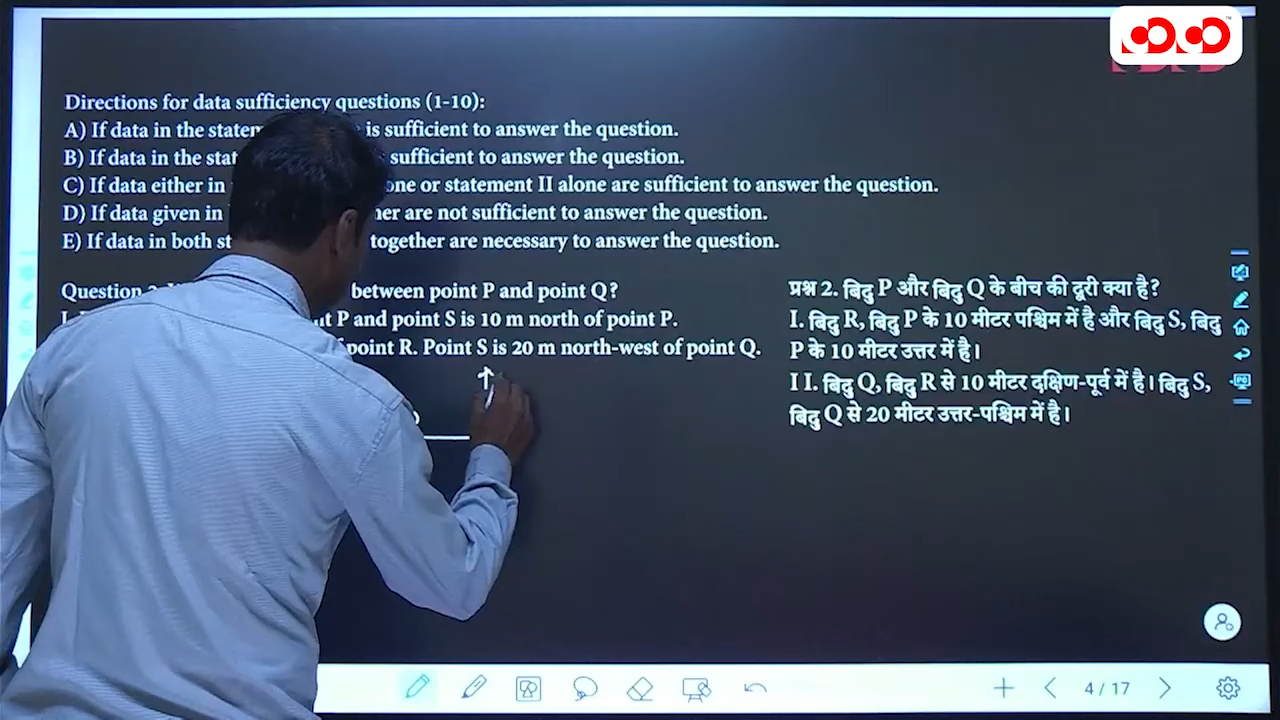 Directions for data sufficiency questions (1-10):
A) If data in the is sufficient to answer the question.
B) If data in the sufficient to answer the question.
C) If data either in or statement II alone are sufficient to answer the question.
D) If data given in are not sufficient to answer the question.
E) If data in both together are necessary to answer the question.
Question between point P and point Q?
I. P and point S is 10 m north of point P.
point R. Point S is 20 m north-west of point Q.
प्रश्न 2. बिदु P और बिदु Q के बीच की दूरी क्या है?
I. बिदु R, बिदु P के 10 मीटर पश्चिम में है और बिदु S, बिदु
P के 10 मीटर उत्तर में है।
I I. बिदु Q, बिदु R से 10 मीटर दक्षिण-पूर्व में है। बिदु S,
बिदु Q से 20 मीटर उत्तर-पश्चिम में है।
4 / 17